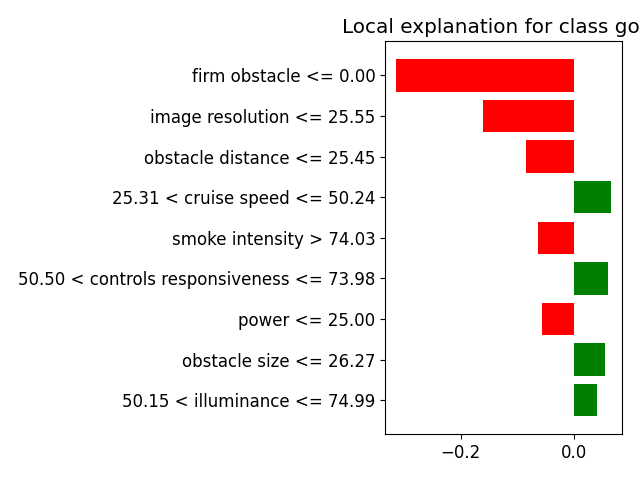 Local explanation for class go
firm obstacle <= 0.00
image resolution <= 25.55
obstacle distance <= 25.45
25.31 < cruise speed <= 50.24
smoke intensity > 74.03
50.50 < controls responsiveness <= 73.98
power <= 25.00
obstacle size <= 26.27
50.15 < illuminance <= 74.99
−0.2 0.0